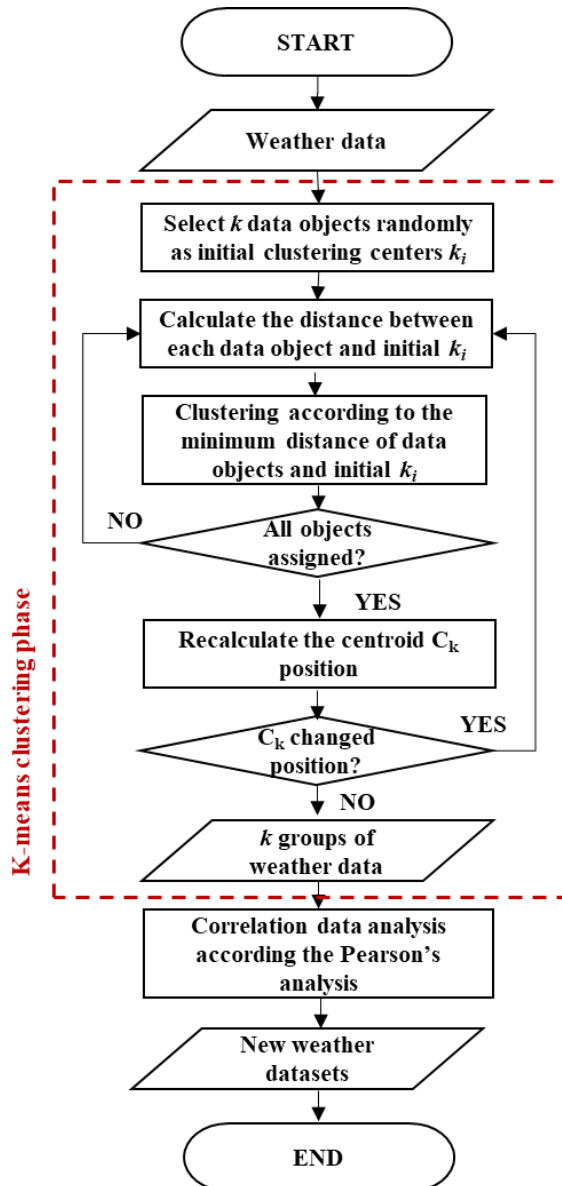 START
Weather data
Select k data objects randomly
as initial clustering centers kᵢ
Calculate the distance between
each data object and initial kᵢ
Clustering according to the
minimum distance of data
objects and initial kᵢ
NO
All objects
assigned?
YES
Recalculate the centroid Cₖ
position
YES
Cₖ changed
position?
NO
k groups of
weather data
K-means clustering phase
Correlation data analysis
according the Pearson's
analysis
New weather
datasets
END